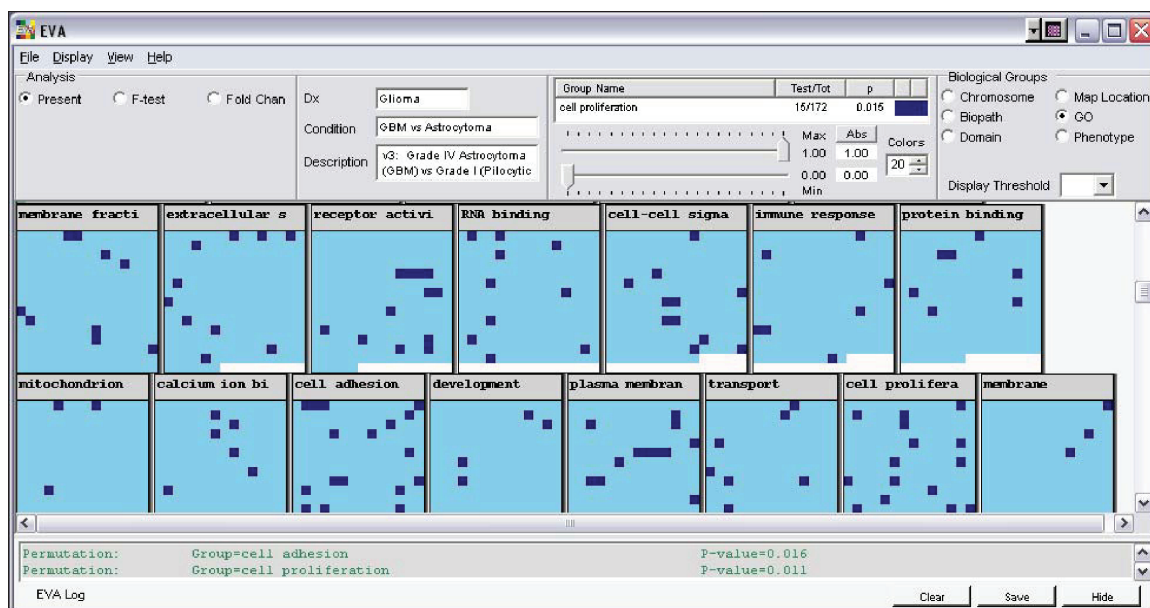 EVA
File Display View Help
Analysis
Present F-test Fold Chan
Dx Glioma
Condition GBM vs Astrocytoma
Description v3: Grade IV Astrocytoma
(GBM) vs Grade I (Pilocytic
Group Name Test/Tot p
cell proliferation 15/172 0.015
Max Abs Colors
1.00 1.00
0.00 0.00 20
Min
Biological Groups
Chromosome Map Location
Biopath GO
Domain Phenotype
Display Threshold
membrane fracti extracellular s receptor activi RNA binding cell-cell signa immune response protein binding
mitochondrion calcium ion bi cell adhesion development plasma membran transport cell prolifera membrane
Permutation: Group=cell adhesion P-value=0.016
Permutation: Group=cell proliferation P-value=0.011
EVA Log Clear Save Hide